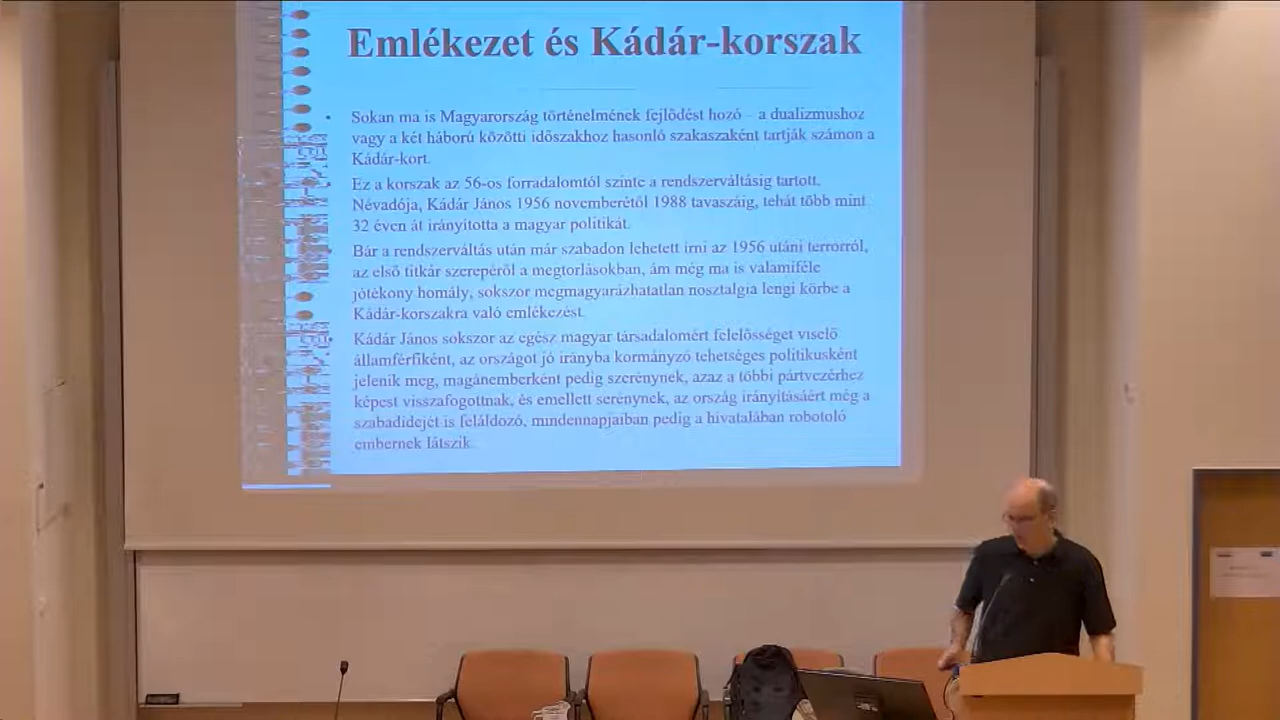 Emlékezet és Kádár-korszak
Sokan ma is Magyarország történelmének fejlődést hozó – a dualizmushoz
vagy a két háború közötti időszakhoz hasonló szakaszaként tartják számon a
Kádár-kort.
Ez a korszak az 56-os forradalomtól szinte a rendszerváltásig tartott.
Névadója, Kádár János 1956 novemberétől 1988 tavaszáig, tehát több mint
32 éven át irányította a magyar politikát.
Bár a rendszerváltás után már szabadon lehetett írni az 1956 utáni terrorról,
az első titkár szerepéről a megtorlásokban, ám még ma is valamiféle
jótékony homály, sokszor megmagyarázhatatlan nosztalgia lengi körbe a
Kádár-korszakra való emlékezést.
Kádár János sokszor az egész magyar társadalomért felelősséget viselő
államférfiként, az országot jó irányba kormányzó tehetséges politikusként
jelenik meg, magánemberként pedig szerénynek, azaz a többi pártvezérhez
képest visszafogottnak, és emellett serénynek, az ország irányításáért még a
szabadidejét is feláldozó, mindennapjaiban pedig a hivatalában robotoló
embernek látszik.